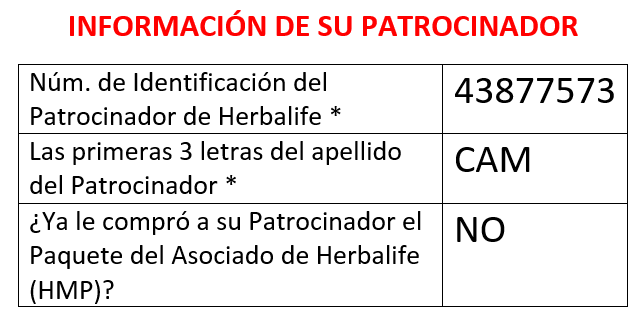 INFORMACIÓN DE SU PATROCINADOR
Núm. de Identificación del
Patrocinador de Herbalife *
43877573
Las primeras 3 letras del apellido
del Patrocinador *
CAM
¿Ya le compró a su Patrocinador el
Paquete del Asociado de Herbalife
(HMP)?
NO